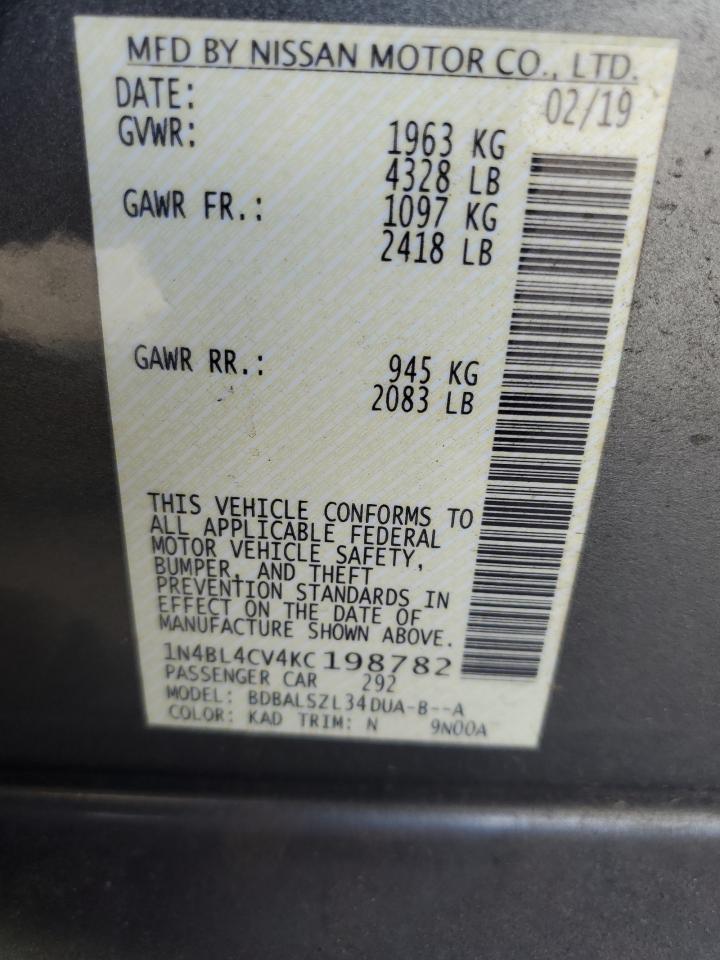 MFD BY NISSAN MOTOR CO., LTD.
DATE: 02/19
GVWR: 1963 KG
4328 LB
GAWR FR.: 1097 KG
2418 LB
GAWR RR.: 945 KG
2083 LB
THIS VEHICLE CONFORMS TO
ALL APPLICABLE FEDERAL
MOTOR VEHICLE SAFETY,
BUMPER, AND THEFT
PREVENTION STANDARDS IN
EFFECT ON THE DATE OF
MANUFACTURE SHOWN ABOVE.
1N4BL4CV4KC198782
PASSENGER CAR 292
MODEL: BDBALSZL34DUA-B--A
COLOR: KAD TRIM: N 9N00A